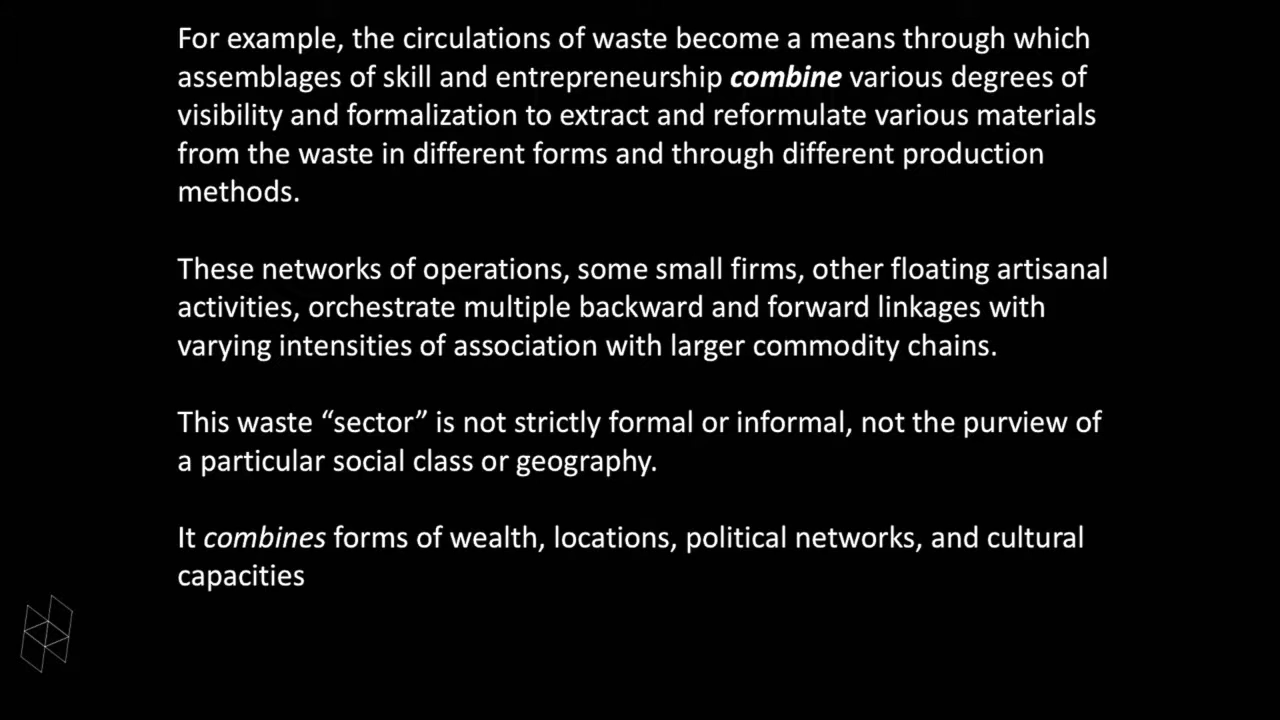 For example, the circulations of waste become a means through which
assemblages of skill and entrepreneurship combine various degrees of
visibility and formalization to extract and reformulate various materials
from the waste in different forms and through different production
methods.
These networks of operations, some small firms, other floating artisanal
activities, orchestrate multiple backward and forward linkages with
varying intensities of association with larger commodity chains.
This waste “sector” is not strictly formal or informal, not the purview of
a particular social class or geography.
It combines forms of wealth, locations, political networks, and cultural
capacities